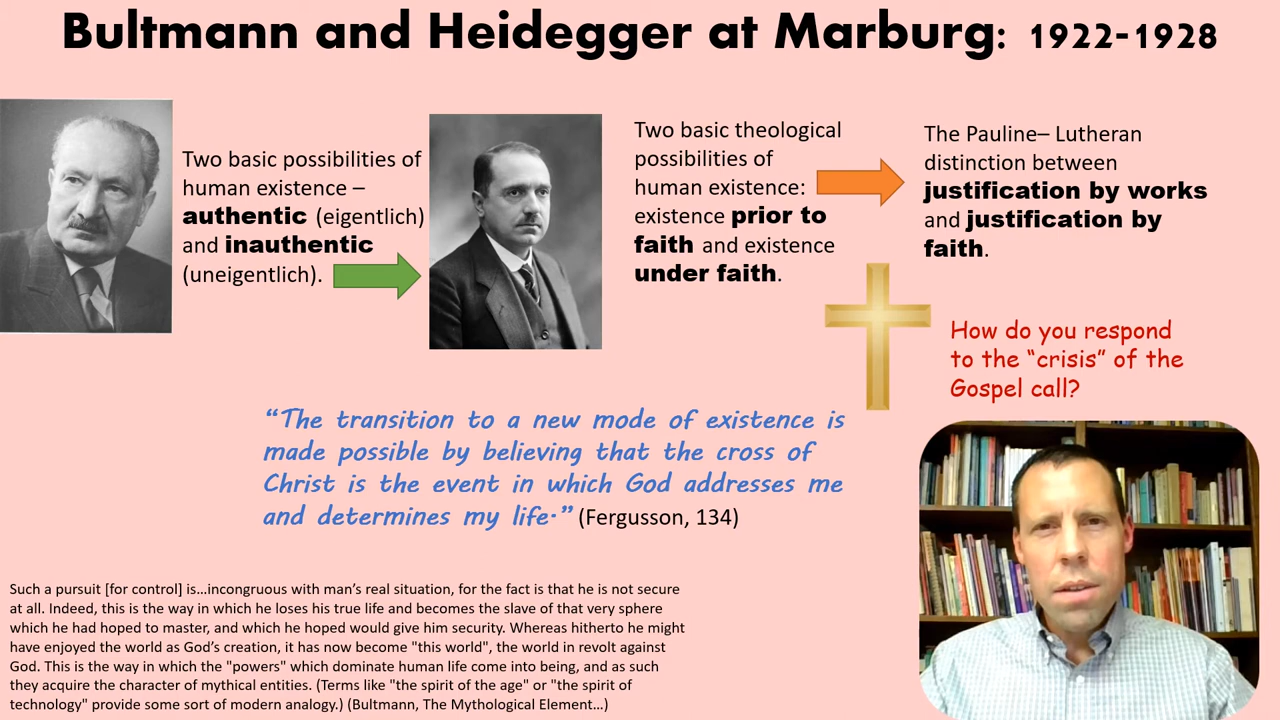 Bultmann and Heidegger at Marburg: 1922-1928
Two basic possibilities of
human existence –
authentic (eigentlich)
and inauthentic
(uneigentlich).
Two basic theological
possibilities of
human existence:
existence prior to
faith and existence
under faith.
The Pauline– Lutheran
distinction between
justification by works
and justification by
faith.
How do you respond
to the “crisis” of the
Gospel call?
“The transition to a new mode of existence is
made possible by believing that the cross of
Christ is the event in which God addresses me
and determines my life.” (Fergusson, 134)
Such a pursuit [for control] is…incongruous with man’s real situation, for the fact is that he is not secure
at all. Indeed, this is the way in which he loses his true life and becomes the slave of that very sphere
which he had hoped to master, and which he hoped would give him security. Whereas hitherto he might
have enjoyed the world as God’s creation, it has now become "this world", the world in revolt against
God. This is the way in which the "powers" which dominate human life come into being, and as such
they acquire the character of mythical entities. (Terms like "the spirit of the age" or "the spirit of
technology" provide some sort of modern analogy.) (Bultmann, The Mythological Element…)